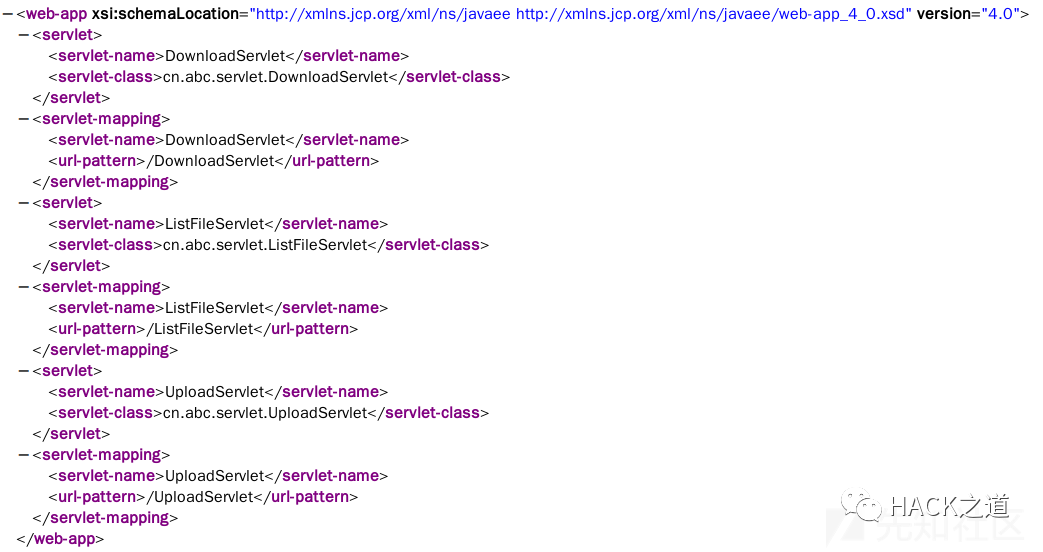 −<web-app xsi:schemaLocation="http://xmlns.jcp.org/xml/ns/javaee http://xmlns.jcp.org/xml/ns/javaee/web-app_4_0.xsd" version="4.0">
−<servlet>
<servlet-name>DownloadServlet</servlet-name>
<servlet-class>cn.abc.servlet.DownloadServlet</servlet-class>
</servlet>
−<servlet-mapping>
<servlet-name>DownloadServlet</servlet-name>
<url-pattern>/DownloadServlet</url-pattern>
</servlet-mapping>
−<servlet>
<servlet-name>ListFileServlet</servlet-name>
<servlet-class>cn.abc.servlet.ListFileServlet</servlet-class>
</servlet>
−<servlet-mapping>
<servlet-name>ListFileServlet</servlet-name>
<url-pattern>/ListFileServlet</url-pattern>
</servlet-mapping>
−<servlet>
<servlet-name>UploadServlet</servlet-name>
<servlet-class>cn.abc.servlet.UploadServlet</servlet-class>
</servlet>
−<servlet-mapping>
<servlet-name>UploadServlet</servlet-name>
<url-pattern>/UploadServlet</url-pattern>
</servlet-mapping>
</web-app>
HACK之道
先知社区